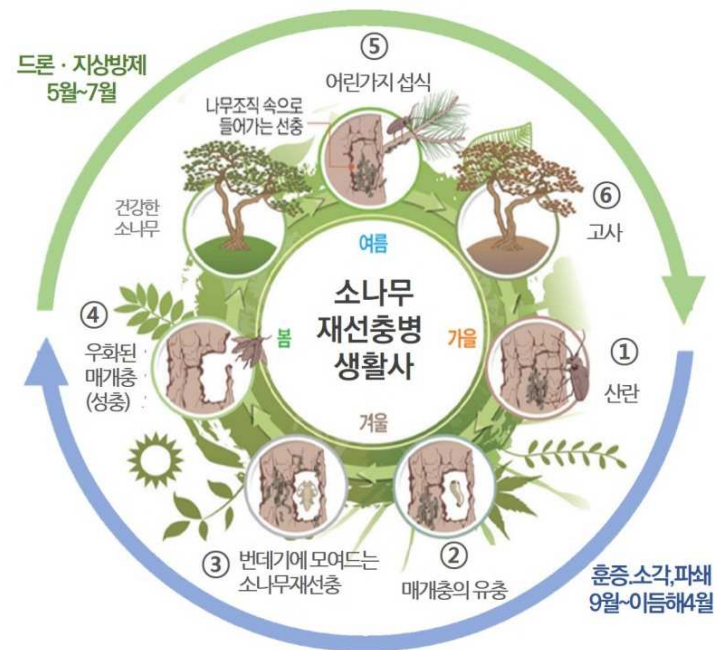 드론 · 지상방제
5월~7월
⑤
어린가지 섭식
나무조직 속으로
들어가는 선충
건강한
소나무
⑥
고사
여름
소나무
재선충병
생활사
봄
가을
겨울
④
우화된
매개충
(성충)
①
산란
③ 번데기에 모여드는
소나무재선충
②
매개충의 유충
훈증.소각,파쇄
9월~이듬해4월